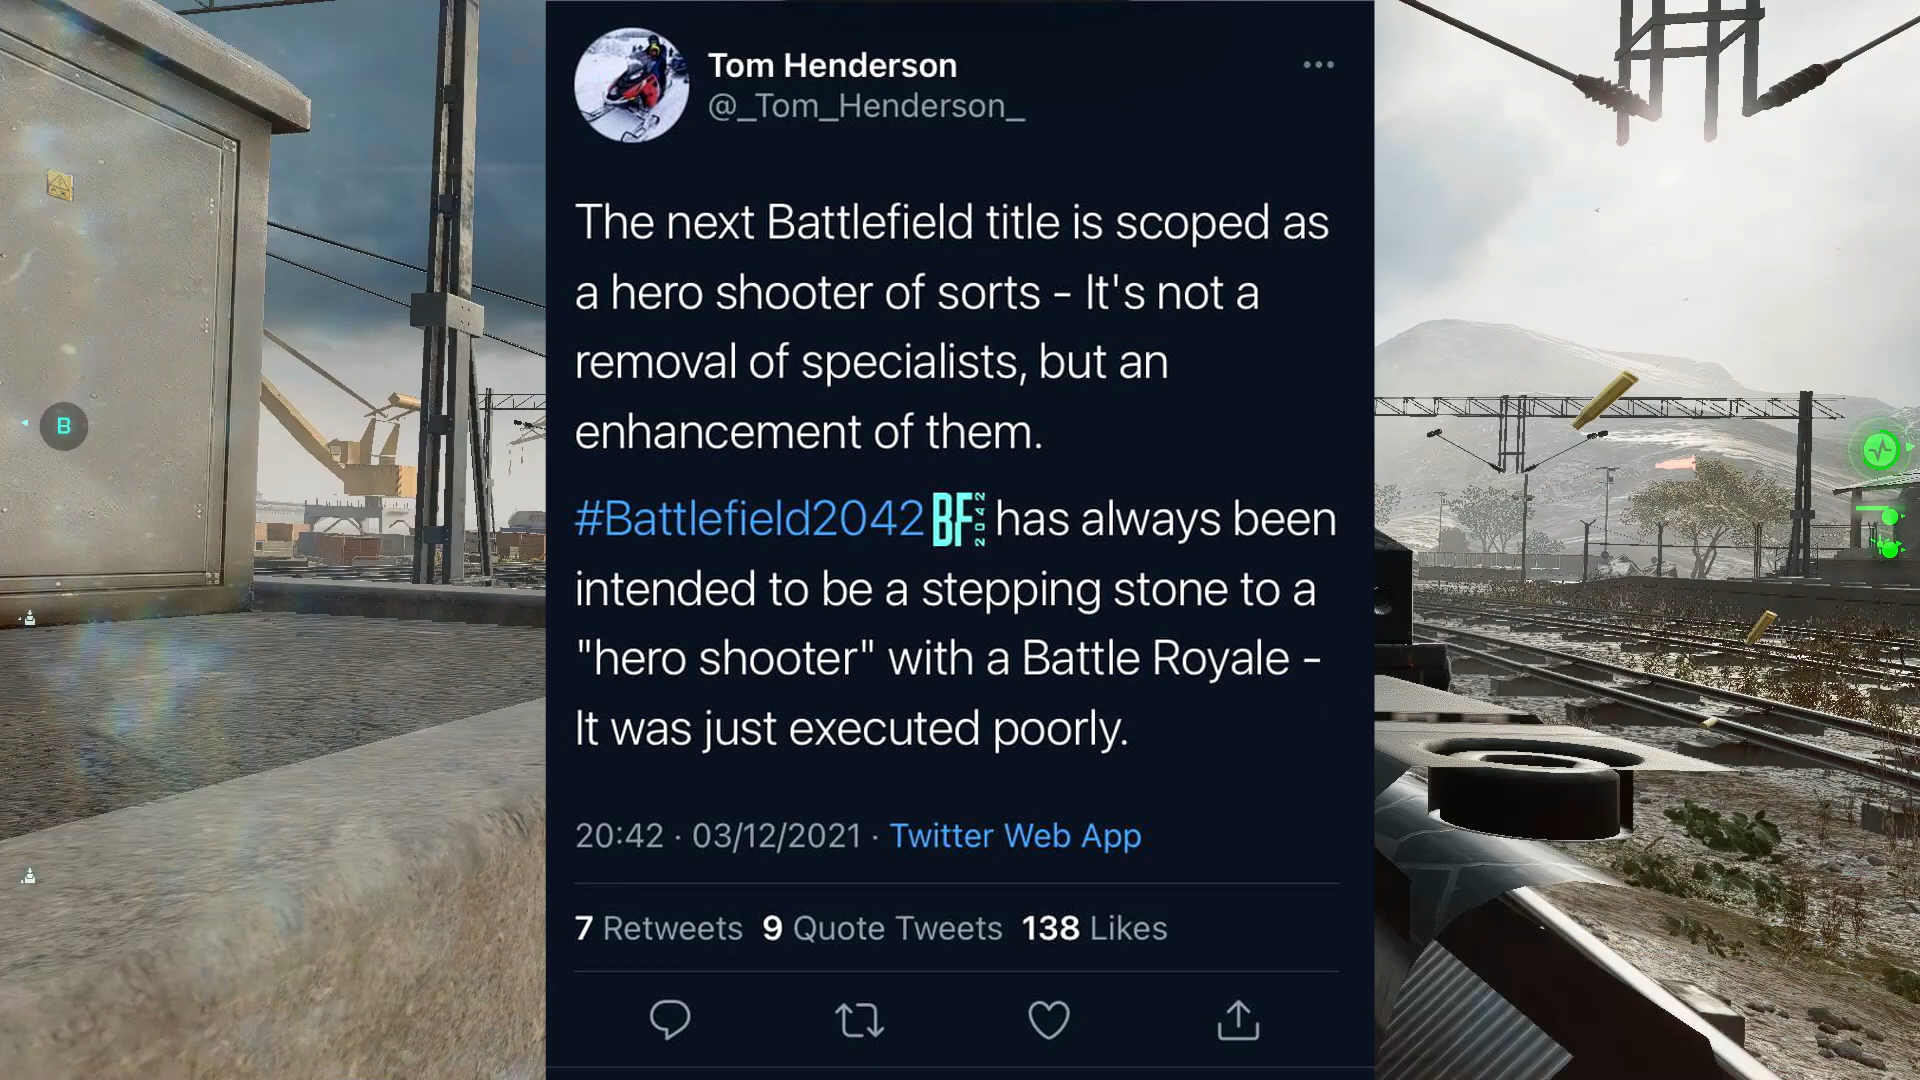 Tom Henderson
@_Tom_Henderson_
The next Battlefield title is scoped as
a hero shooter of sorts - It's not a
removal of specialists, but an
enhancement of them.
#Battlefield2042 BF 2042 has always been
intended to be a stepping stone to a
"hero shooter" with a Battle Royale -
It was just executed poorly.
20:42 · 03/12/2021 · Twitter Web App
7 Retweets 9 Quote Tweets 138 Likes
B